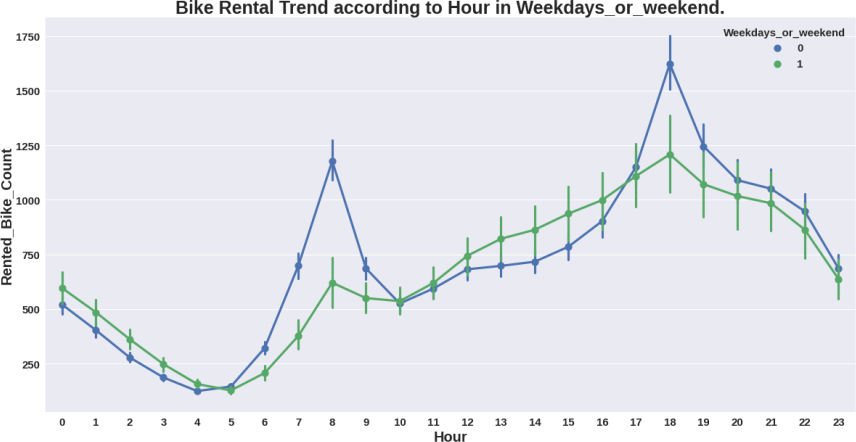 Bike Rental Trend according to Hour in Weekdays_or_weekend.
Weekdays_or_weekend
0
1
1750
1500
1250
1000
750
500
250
Rented_Bike_Count
0 1 2 3 4 5 6 7 8 9 10 11 12 13 14 15 16 17 18 19 20 21 22 23
Hour